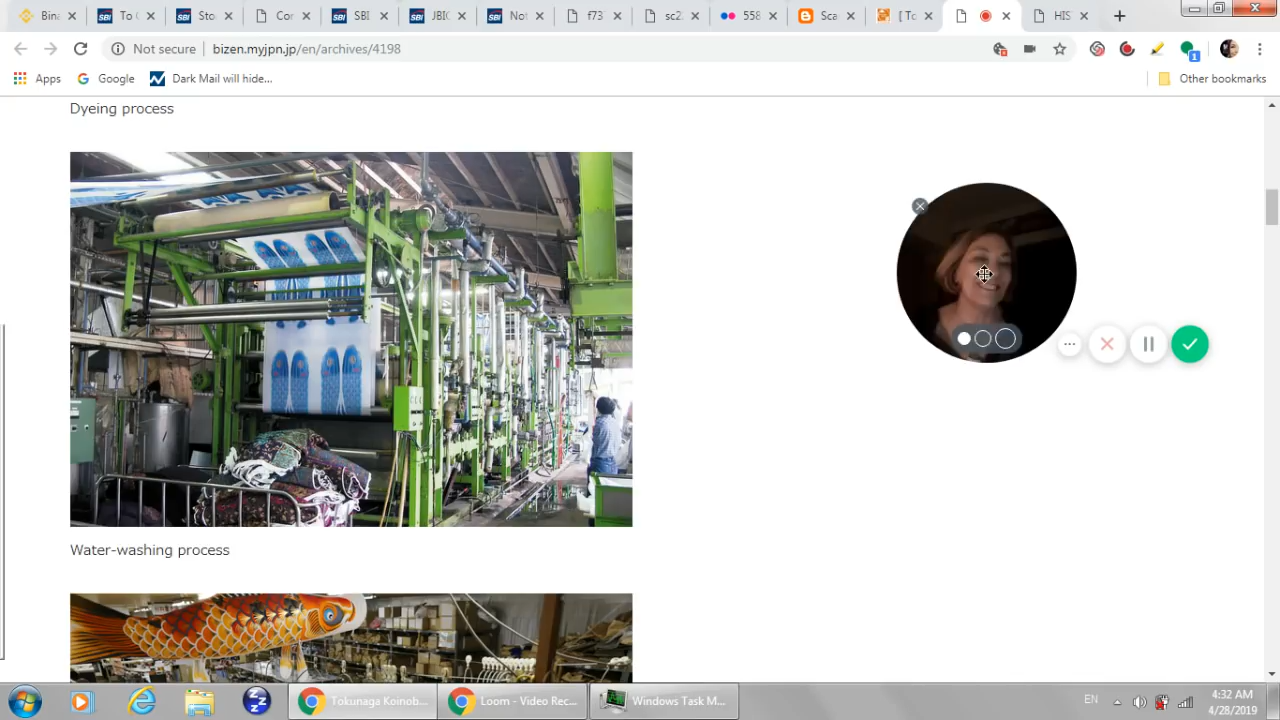 Bina
To C
Sto
Cor
SBI
JBIC
Not
f73
sc2
558
Sca
[ To
HIS
Not secure
bizen.myjpn.jp/en/archives/4198
Apps
Google
Dark Mail will hide...
Other bookmarks
1
Dyeing process
Water-washing process
Tokunaga Koinob...
Loom - Video Rec...
Windows Task M...
EN
4:32 AM
4/28/2019